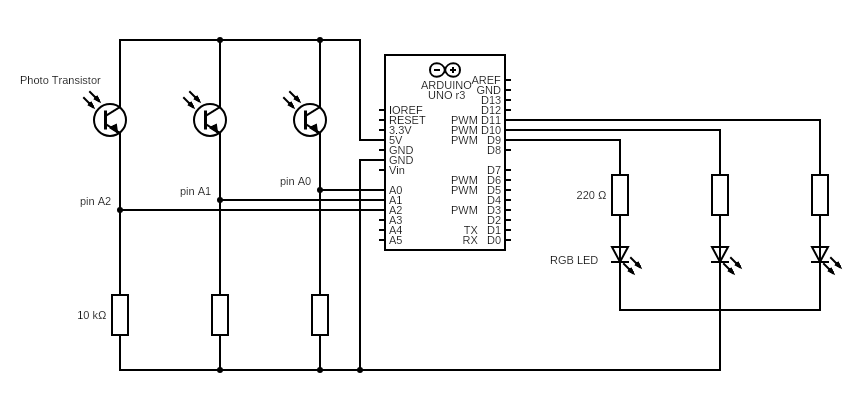 Photo Transistor
pin A2
pin A1
pin A0
10 kΩ
ARDUINO
UNO r3
IOREF
RESET
3.3V
5V
GND
GND
Vin
A0
A1
A2
A3
A4
A5
AREF
GND
D13
D12
PWM D11
PWM D10
PWM D9
D8
D7
PWM D6
PWM D5
D4
PWM D3
D2
TX D1
RX D0
220 Ω
RGB LED